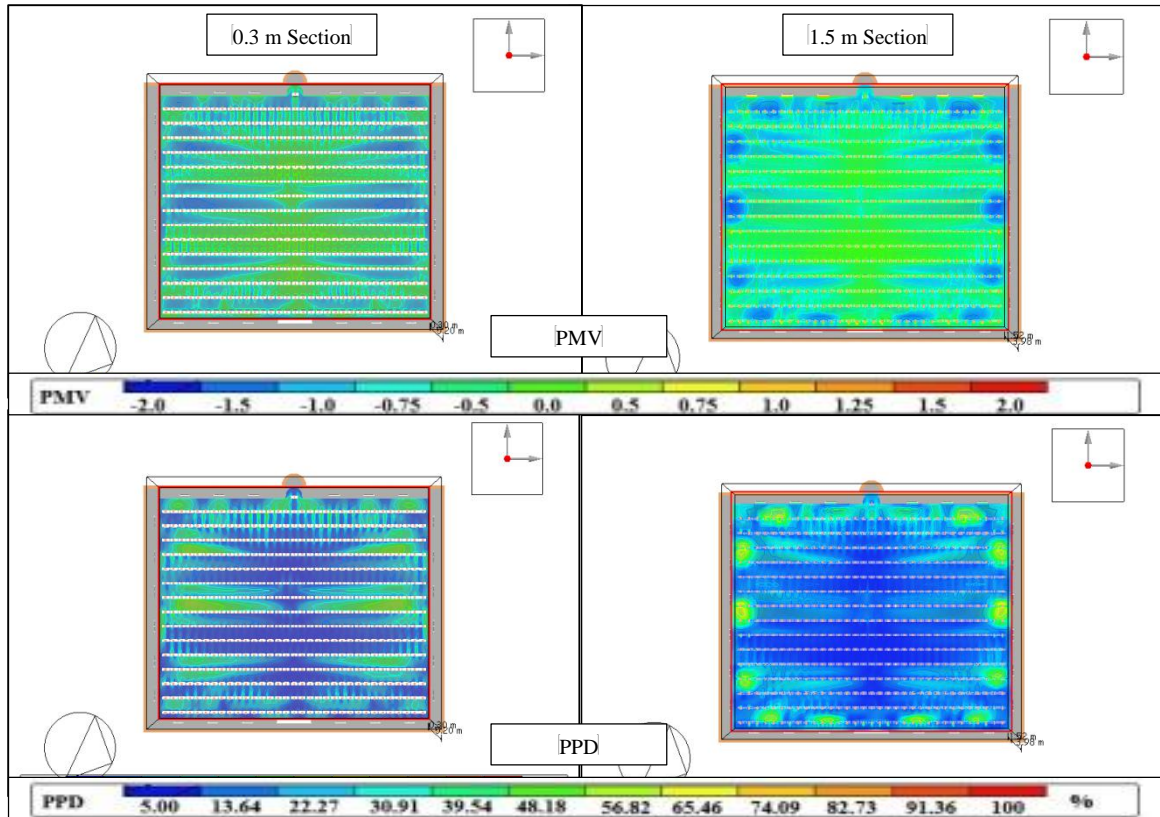 0.3 m Section
1.5 m Section
PMV
PMV -2.0 -1.5 -1.0 -0.75 -0.5 0.0 0.5 0.75 1.0 1.25 1.5 2.0
PPD
PPD 5.00 13.64 22.27 30.91 39.54 48.18 56.82 65.46 74.09 82.73 91.36 100 %